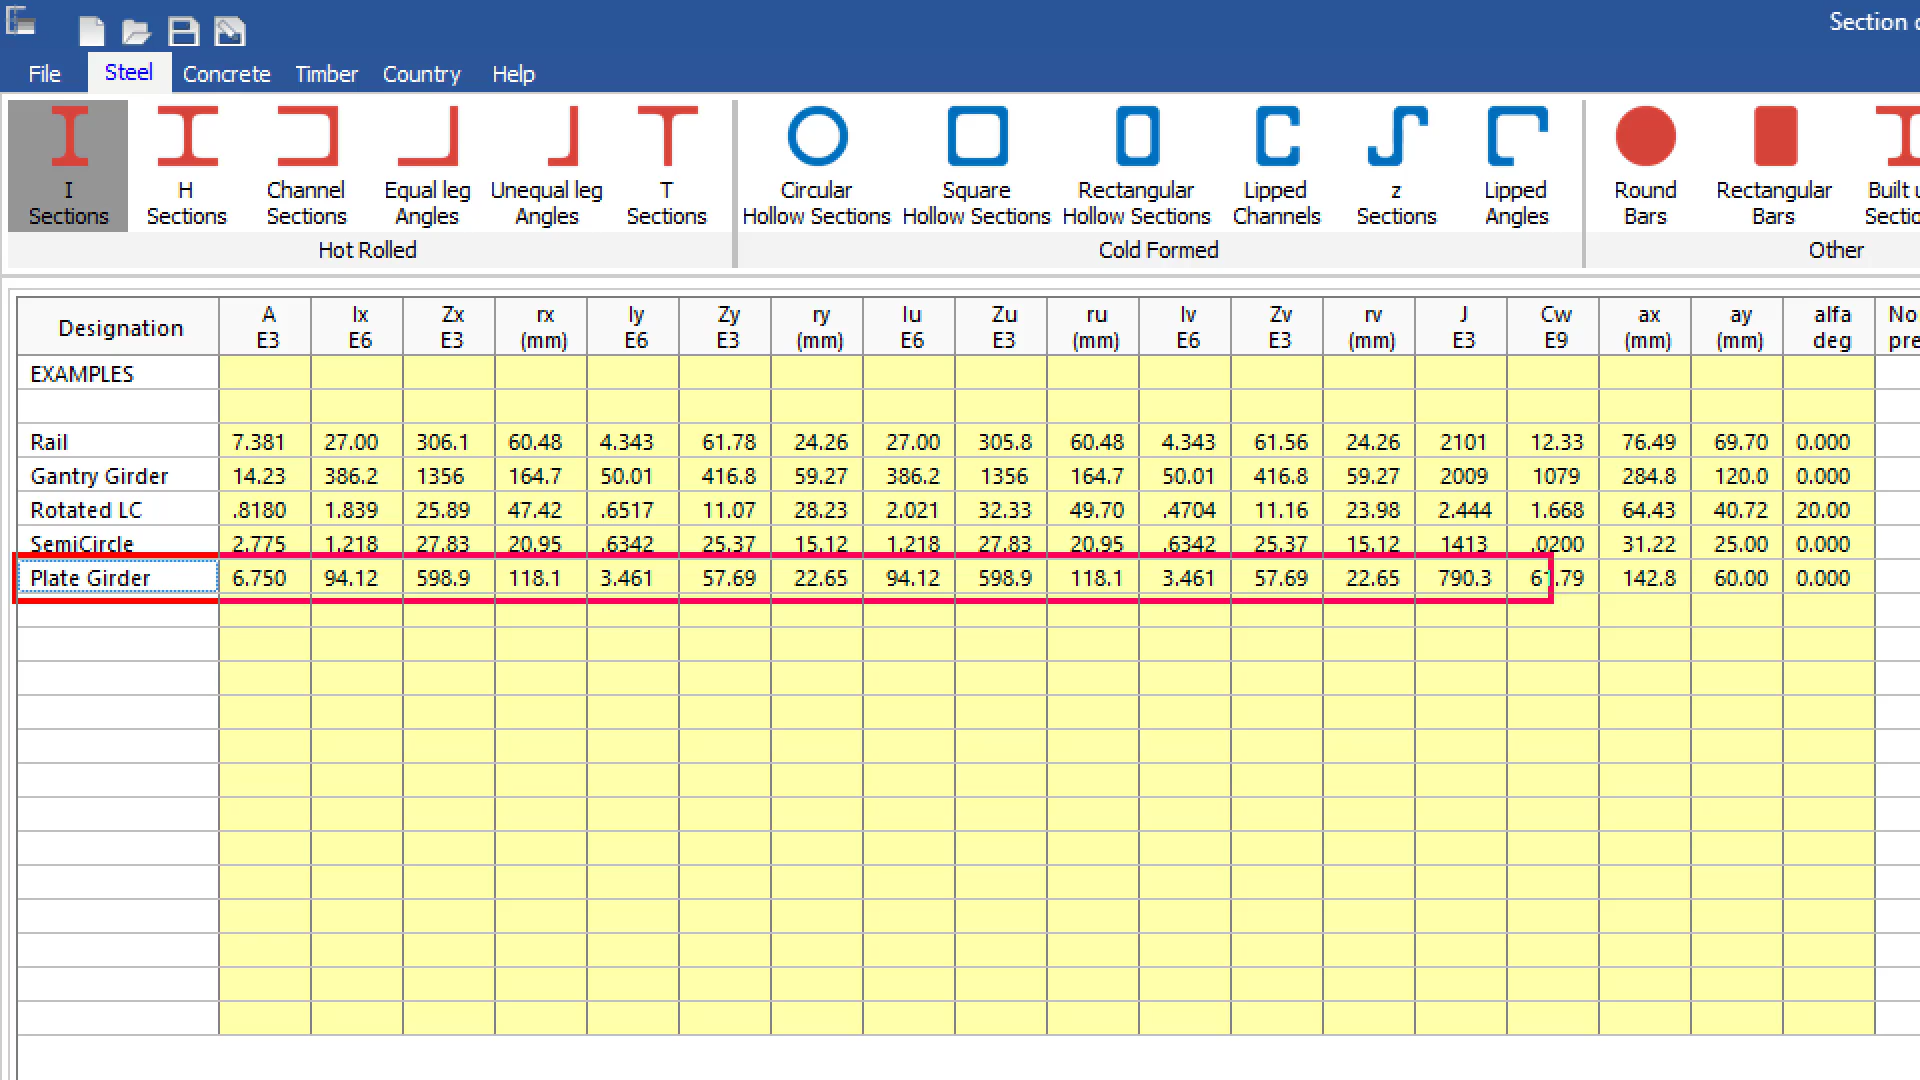 Section
File Steel Concrete Timber Country Help
I Sections
H Sections
Channel Sections
Equal leg Angles
Unequal leg Angles
T Sections
Circular Hollow Sections
Square Hollow Sections
Rectangular Hollow Sections
Lipped Channels
z Sections
Lipped Angles
Round Bars
Rectangular Bars
Built
Hot Rolled
Cold Formed
Other
Designation A E3 Ix E6 Zx E3 rx (mm) Iy E6 Zy E3 ry (mm) Iu E6 Zu E3 ru (mm) Iv E6 Zv E3 rv (mm) J E3 Cw E9 ax (mm) ay (mm) alfa deg No pre
EXAMPLES
Rail 7.381 27.00 306.1 60.48 4.343 61.78 24.26 27.00 305.8 60.48 4.343 61.56 24.26 2101 12.33 76.49 69.70 0.000
Gantry Girder 14.23 386.2 1356 164.7 50.01 416.8 59.27 386.2 1356 164.7 50.01 416.8 59.27 2009 1079 284.8 120.0 0.000
Rotated LC .8180 1.839 25.89 47.42 .6517 11.07 28.23 2.021 32.33 49.70 .4704 11.16 23.98 2.444 1.668 64.43 40.72 20.00
SemiCircle 2.775 1.218 27.83 20.95 .6342 25.37 15.12 1.218 27.83 20.95 .6342 25.37 15.12 1413 .0200 31.22 25.00 0.000
Plate Girder 6.750 94.12 598.9 118.1 3.461 57.69 22.65 94.12 598.9 118.1 3.461 57.69 22.65 790.3 61.79 142.8 60.00 0.000